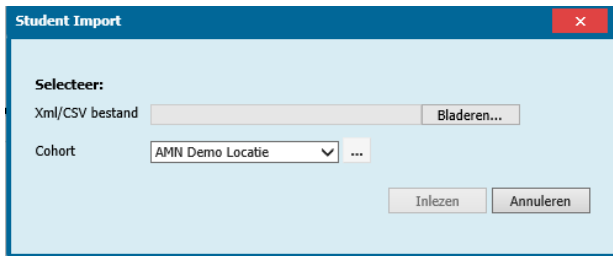 Student Import
Selecteer:
Xml/CSV bestand Bladeren...
Cohort AMN Demo Locatie ...
Inlezen Annuleren